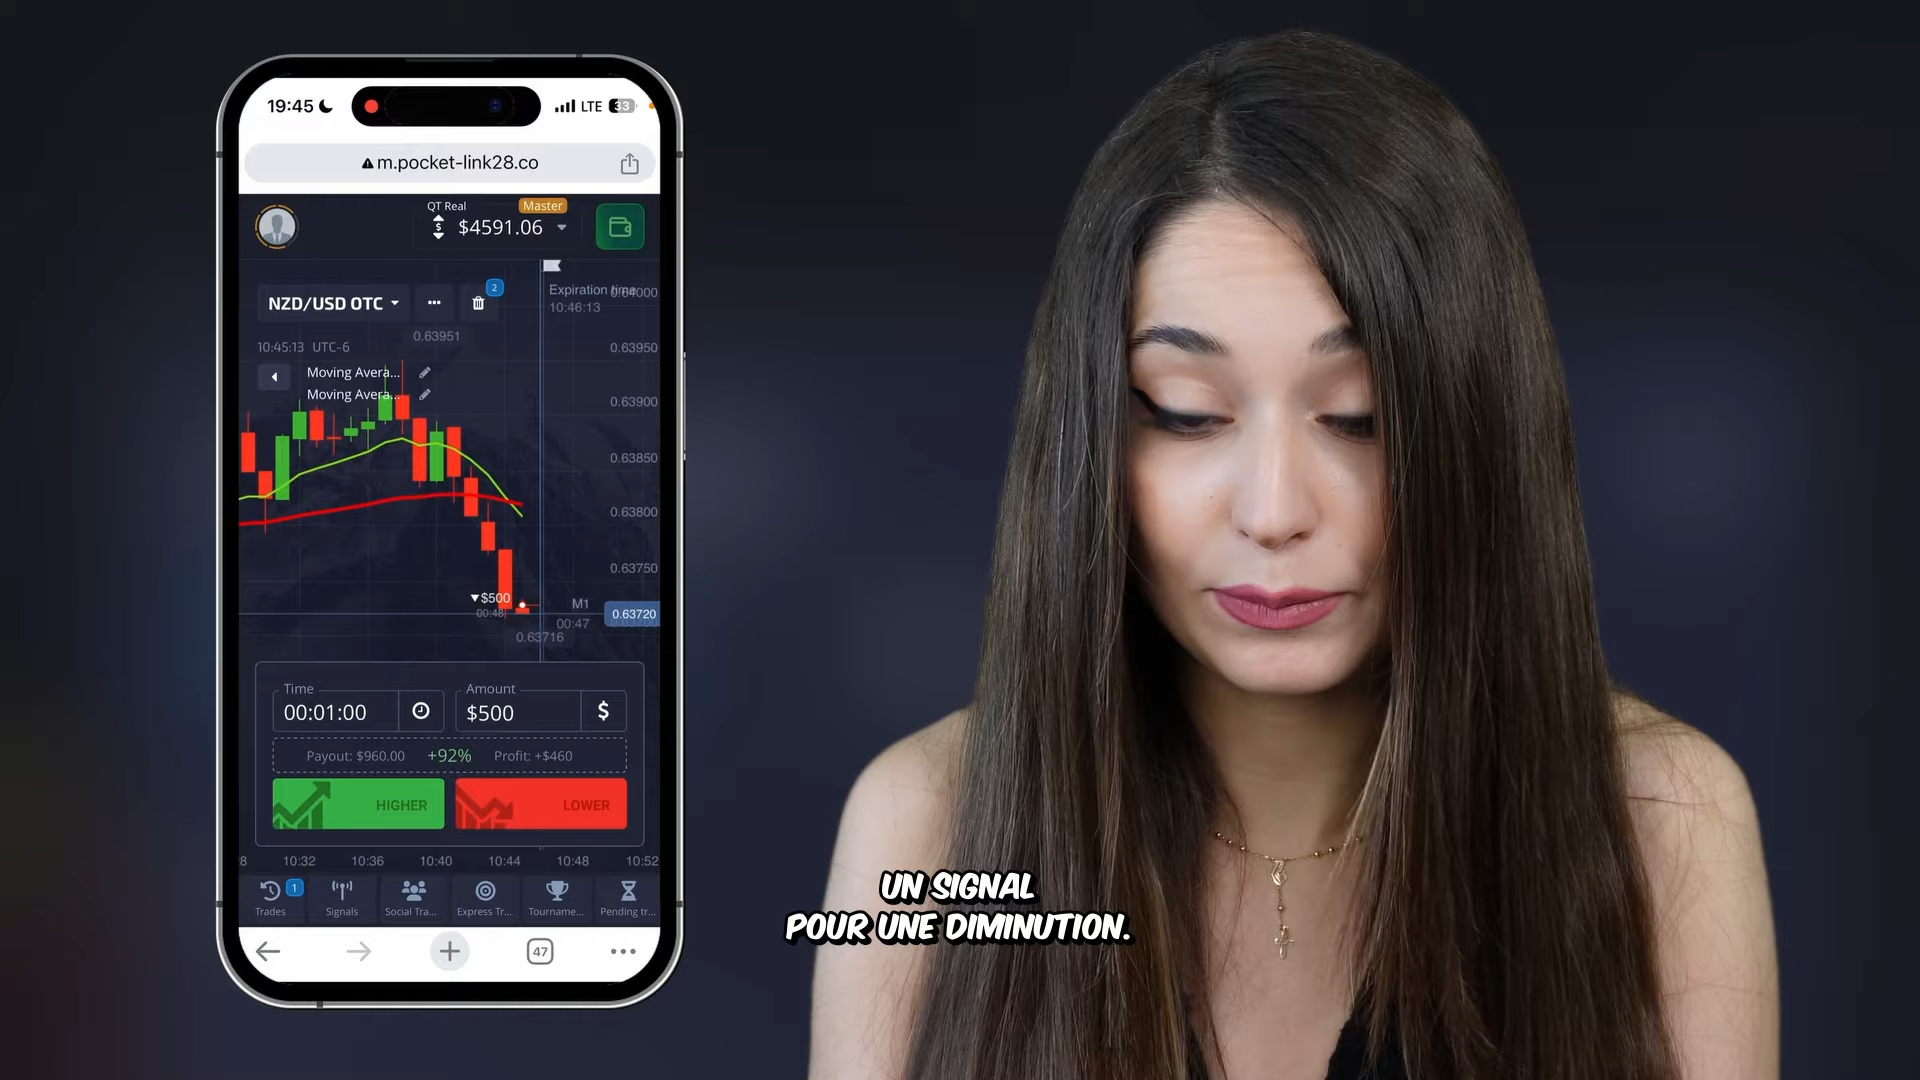 19:45
LTE 33
m.pocket-link28.co
QT Real
Master
$4591.06
NZD/USD OTC
2
Expiration time
10:46:13
0.64000
0.63951
10:45:13 UTC-6
0.63950
Moving Avera...
Moving Avera...
0.63900
0.63850
0.63800
0.63750
$500
00:48
M1
00:47
0.63720
0.63716
Time
00:01:00
Amount
$500
$
Payout: $960.00
+92%
Profit: +$460
HIGHER
LOWER
8 10:32 10:36 10:40 10:44 10:48 10:52
1
Trades
Signals
Social Tra...
Express Tr...
Tourname...
Pending tr...
47
UN SIGNAL
POUR UNE DIMINUTION.